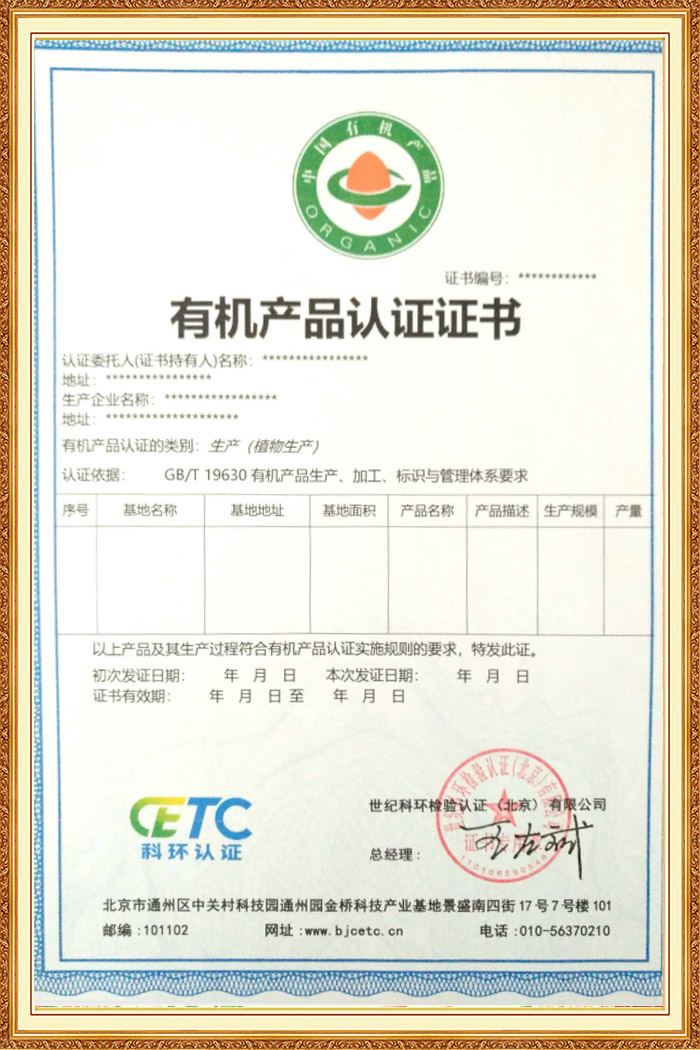 中国有机产品
ORGANIC
证书编号：************
有机产品认证证书
认证委托人(证书持有人)名称：****************
地址：****************
生产企业名称：*****************
地址：********************
有机产品认证的类别：生产（植物生产）
认证依据： GB/T 19630 有机产品生产、加工、标识与管理体系要求
序号 基地名称 基地地址 基地面积 产品名称 产品描述 生产规模 产量
以上产品及其生产过程符合有机产品认证实施规则的要求，特发此证。
初次发证日期： 年 月 日 本次发证日期： 年 月 日
证书有效期： 年 月 日 至 年 月 日
CETC
科环认证
世纪科环检验认证（北京）有限公司
总经理：
北京市通州区中关村科技园通州园金桥科技产业基地景盛南四街 17 号 7 号楼 101
邮编：101102 网址：www.bjcetc.cn 电话：010-56370210